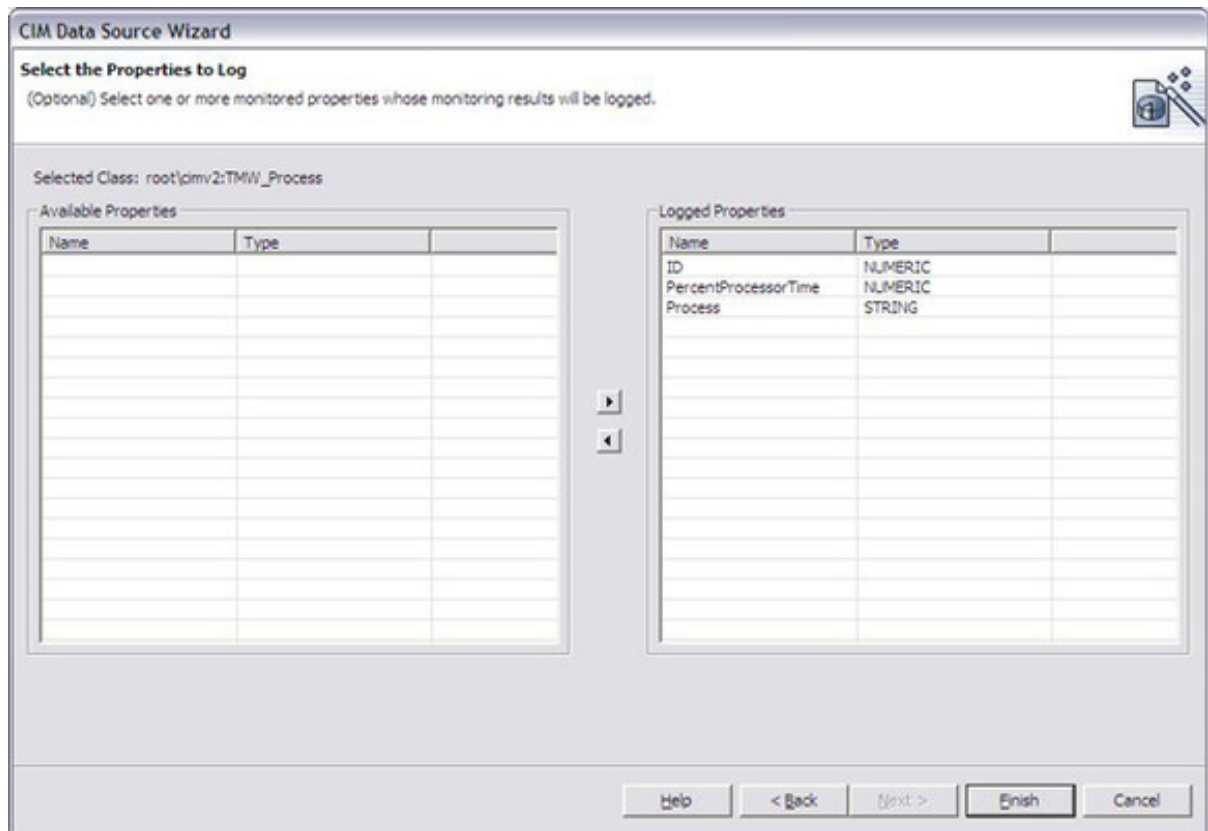 CIM Data Source Wizard
Select the Properties to Log
(Optional) Select one or more monitored properties whose monitoring results will be logged.
Selected Class: root\cimv2:TMW_Process
Available Properties
Name Type
Logged Properties
Name Type
ID NUMERIC
PercentProcessorTime NUMERIC
Process STRING
Help < Back Next > Finish Cancel